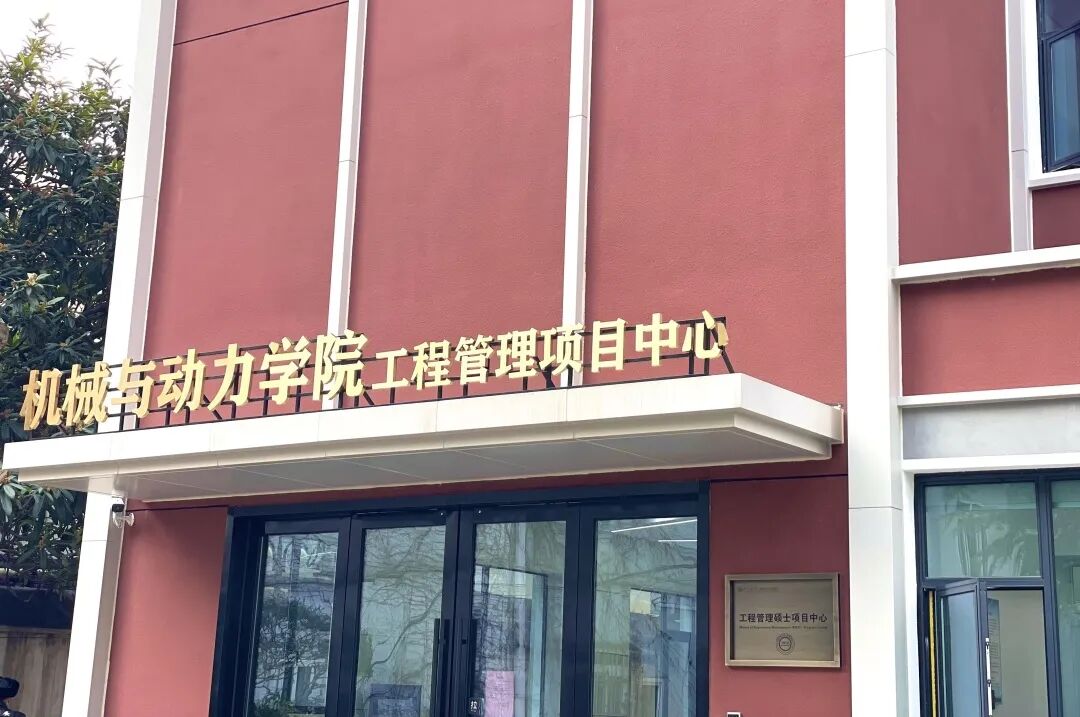 机械与动力学院 工程管理项目中心
工程管理硕士项目中心
拉